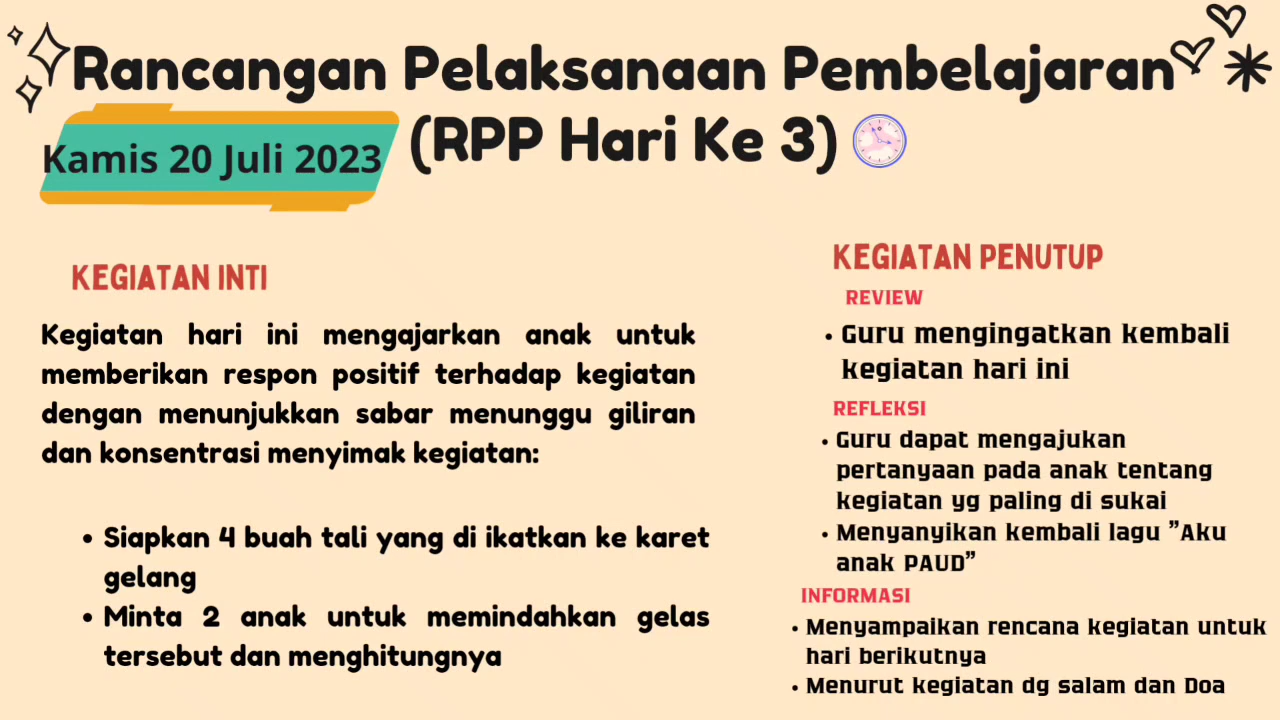 Rancangan Pelaksanaan Pembelajaran
(RPP Hari Ke 3)
Kamis 20 Juli 2023
KEGIATAN INTI
Kegiatan hari ini mengajarkan anak untuk
memberikan respon positif terhadap kegiatan
dengan menunjukkan sabar menunggu giliran
dan konsentrasi menyimak kegiatan:
• Siapkan 4 buah tali yang di ikatkan ke karet
gelang
• Minta 2 anak untuk memindahkan gelas
tersebut dan menghitungnya
KEGIATAN PENUTUP
REVIEW
• Guru mengingatkan kembali
kegiatan hari ini
REFLEKSI
• Guru dapat mengajukan
pertanyaan pada anak tentang
kegiatan yg paling di sukai
• Menyanyikan kembali lagu "Aku
anak PAUD"
INFORMASI
• Menyampaikan rencana kegiatan untuk
hari berikutnya
• Menurut kegiatan dg salam dan Doa